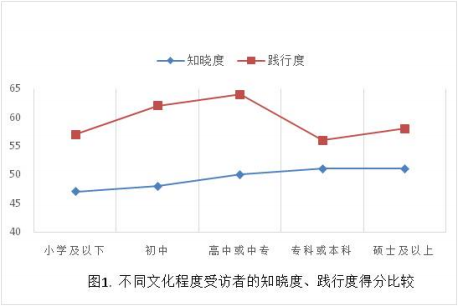 知晓度 践行度
65
60
55
50
45
40
小学及以下 初中 高中或中专 专科或本科 硕士及以上
图1. 不同文化程度受访者的知晓度、践行度得分比较